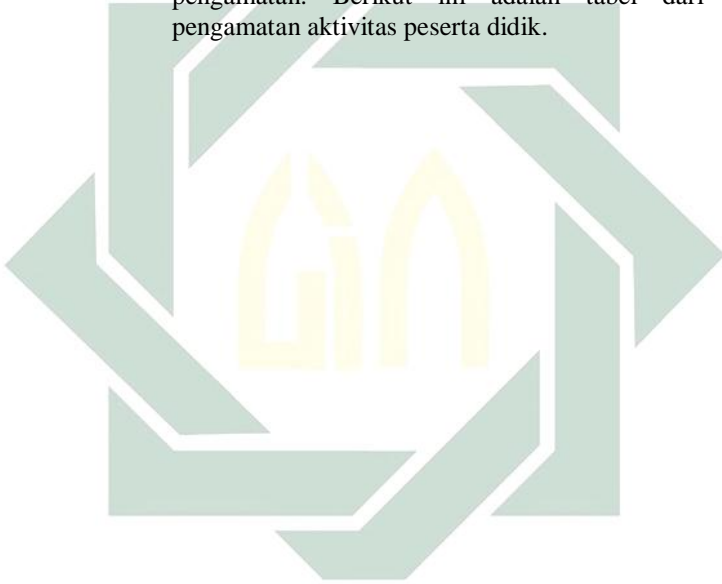 pengamatan. Berikut ini adalah tabel dari
pengamatan aktivitas peserta didik.